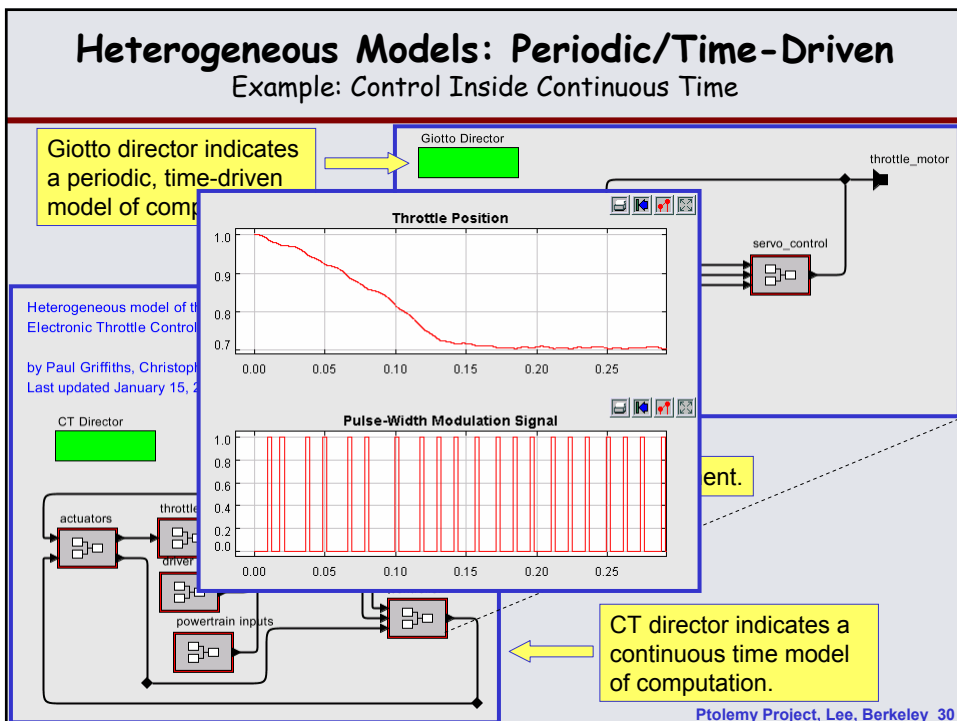 Heterogeneous Models: Periodic/Time-Driven
Example: Control Inside Continuous Time
Giotto director indicates
a periodic, time-driven
model of
Giotto Director
throttle_motor
servo_control
Throttle Position
1.0
0.9
0.8
0.7
0.00 0.05 0.10 0.15 0.20 0.25
Heterogeneous model of
Electronic Throttle Control
by Paul Griffiths,
Last updated January 15,
CT Director
Pulse-Width Modulation Signal
1.0
0.8
0.6
0.4
0.2
0.0
0.00 0.05 0.10 0.15 0.20 0.25
actuators
throttle
driver
powertrain inputs
CT director indicates a
continuous time model
of computation.
Ptolemy Project, Lee, Berkeley 30